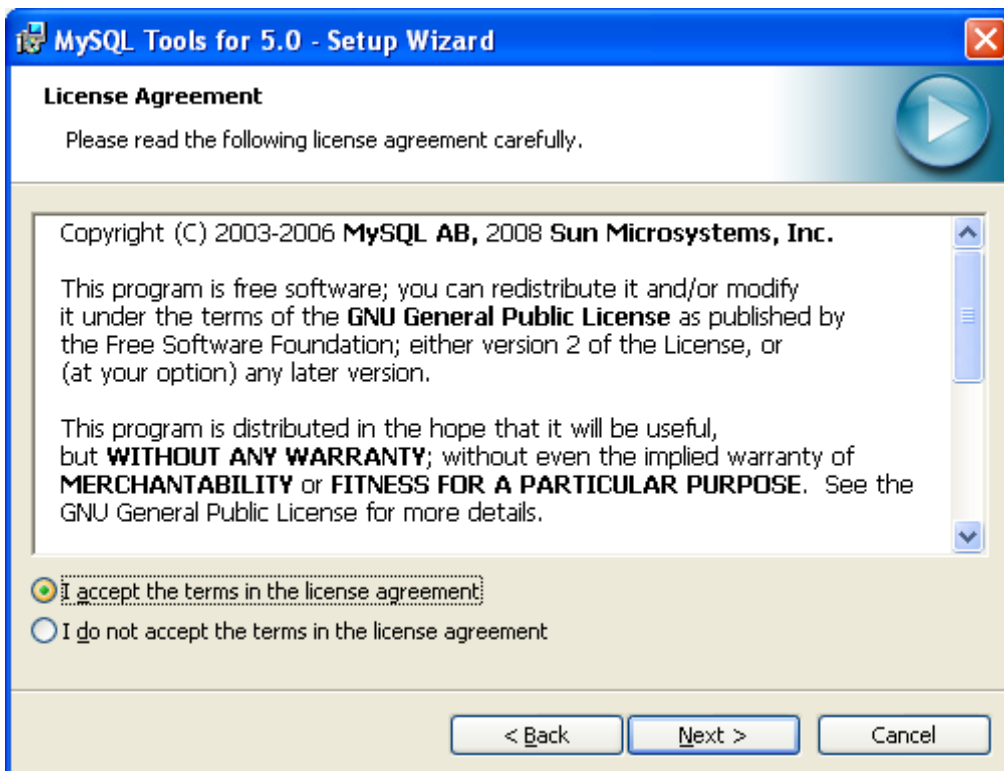 MySQL Tools for 5.0 - Setup Wizard
License Agreement
Please read the following license agreement carefully.
Copyright (C) 2003-2006 MySQL AB, 2008 Sun Microsystems, Inc.
This program is free software; you can redistribute it and/or modify
it under the terms of the GNU General Public License as published by
the Free Software Foundation; either version 2 of the License, or
(at your option) any later version.
This program is distributed in the hope that it will be useful,
but WITHOUT ANY WARRANTY; without even the implied warranty of
MERCHANTABILITY or FITNESS FOR A PARTICULAR PURPOSE.  See the
GNU General Public License for more details.
I accept the terms in the license agreement
I do not accept the terms in the license agreement
< Back
Next >
Cancel